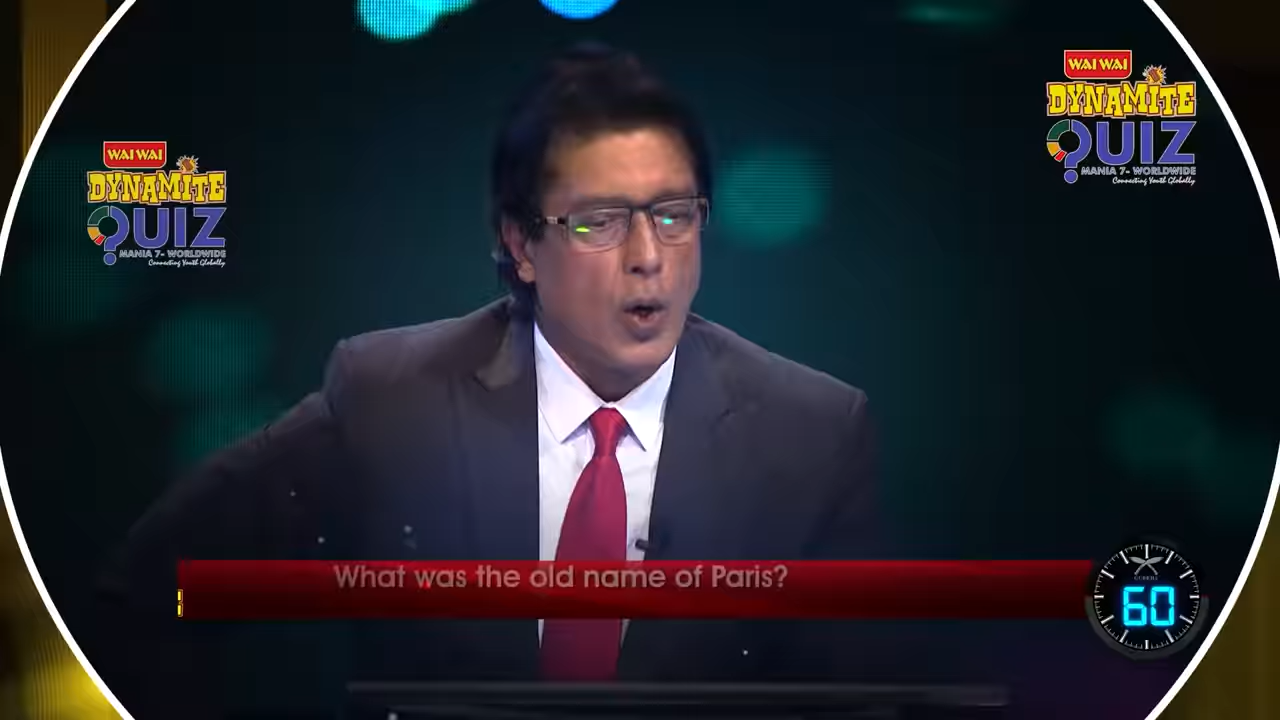 WAI WAI
DYNAMITE
QUIZ
MANIA 7- WORLDWIDE
Connecting Youth Globally
WAI WAI
DYNAMITE
QUIZ
MANIA 7- WORLDWIDE
Connecting Youth Globally
What was the old name of Paris?
60